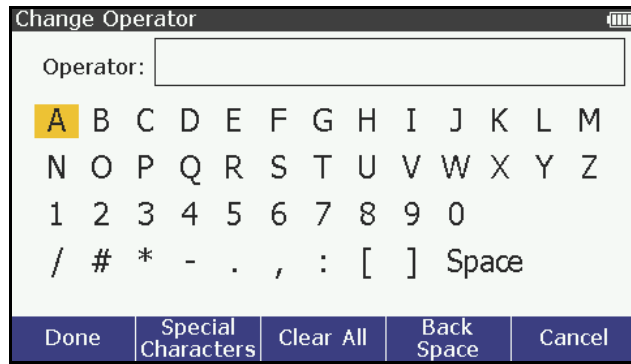 Change Operator
Operator:
A B C D E F G H I J K L M
N O P Q R S T U V W X Y Z
1 2 3 4 5 6 7 8 9 0
/ # * - . , : [ ] Space
Done
Special
Characters
Clear All
Back
Space
Cancel